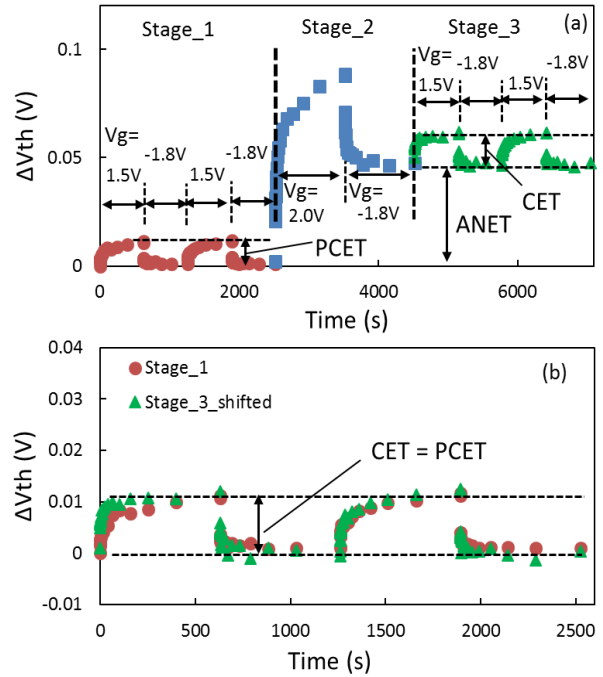 Stage_1
Stage_2
Stage_3
(a)
0.1
0.05
0
ΔVth (V)
Vg=
1.5V
-1.8V
1.5V
-1.8V
Vg=
2.0V
Vg=
-1.8V
Vg=
1.5V
-1.8V
1.5V
-1.8V
PCET
CET
ANET
0
2000
4000
6000
Time (s)
(b)
0.04
0.03
0.02
0.01
0
-0.01
ΔVth (V)
Stage_1
Stage_3_shifted
CET = PCET
0
500
1000
1500
2000
2500
Time (s)